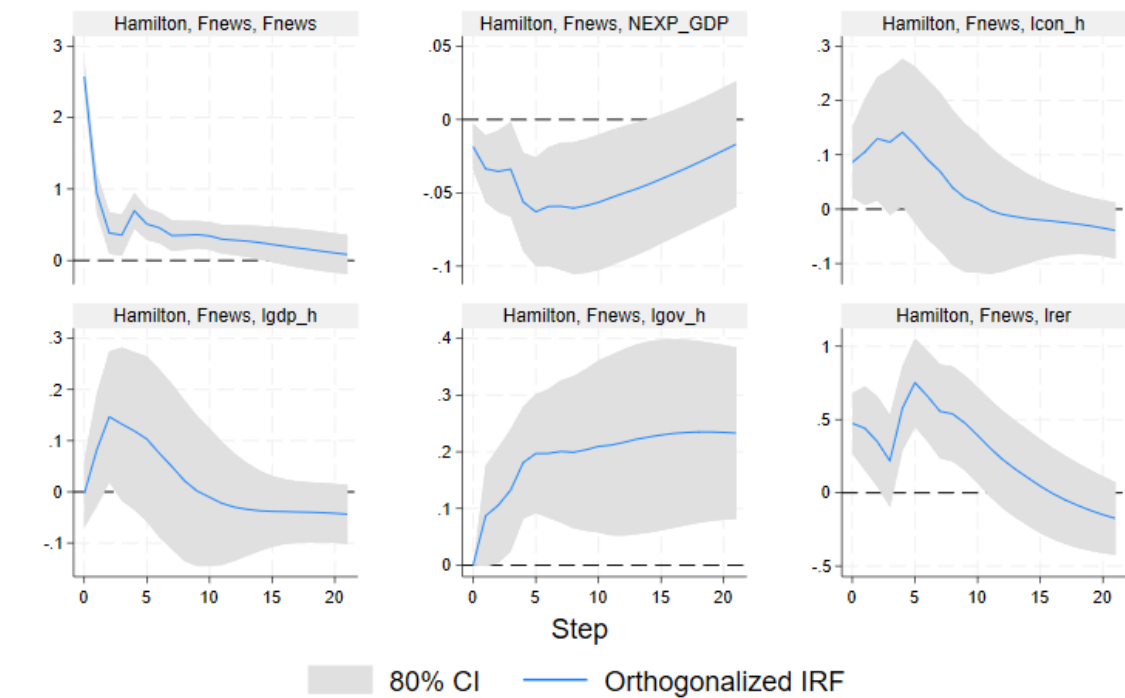 Hamilton, Fnews, Fnews
3
2
1
0
Hamilton, Fnews, NEXP_GDP
.05
0
-.05
-.1
Hamilton, Fnews, lcon_h
.3
.2
.1
0
-.1
Hamilton, Fnews, lgdp_h
.3
.2
.1
0
-.1
0 5 10 15 20
Hamilton, Fnews, lgov_h
.4
.3
.2
.1
0
0 5 10 15 20
Hamilton, Fnews, lrer
1
.5
0
-.5
0 5 10 15 20
Step
80% CI Orthogonalized IRF